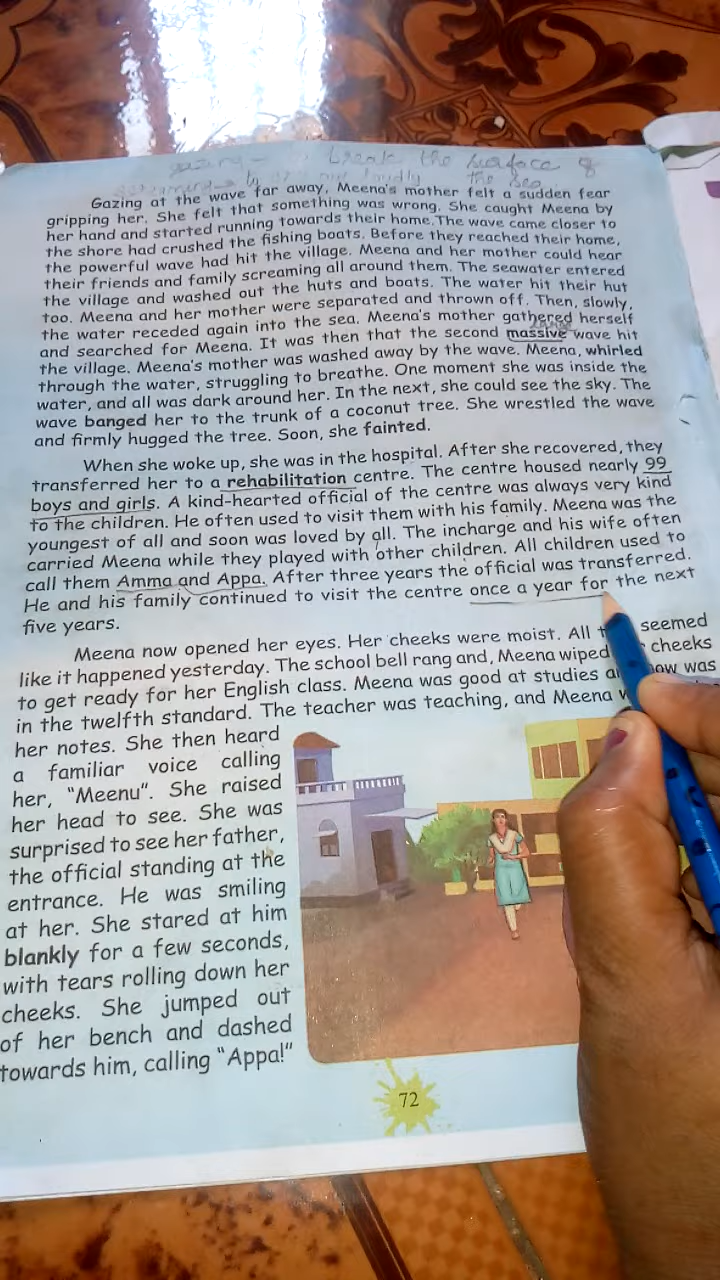 gazing - break the surface of
the sea
Gazing at the wave far away, Meena's mother felt a sudden fear
gripping her. She felt that something was wrong. She caught Meena by
her hand and started running towards their home.The wave came closer to
the shore had crushed the fishing boats. Before they reached their home,
the powerful wave had hit the village. Meena and her mother could hear
their friends and family screaming all around them. The seawater entered
the village and washed out the huts and boats. The water hit their hut
too. Meena and her mother were separated and thrown off. Then, slowly,
the water receded again into the sea. Meena's mother gathered herself
and searched for Meena. It was then that the second massive wave hit
the village. Meena's mother was washed away by the wave. Meena, whirled
through the water, struggling to breathe. One moment she was inside the
water, and all was dark around her. In the next, she could see the sky. The
wave banged her to the trunk of a coconut tree. She wrestled the wave
and firmly hugged the tree. Soon, she fainted.
When she woke up, she was in the hospital. After she recovered, they
transferred her to a rehabilitation centre. The centre housed nearly 99
boys and girls. A kind-hearted official of the centre was always very kind
to the children. He often used to visit them with his family. Meena was the
youngest of all and soon was loved by all. The incharge and his wife often
carried Meena while they played with other children. All children used to
call them Amma and Appa. After three years the official was transferred.
He and his family continued to visit the centre once a year for the next
five years.
Meena now opened her eyes. Her cheeks were moist. All seemed
like it happened yesterday. The school bell rang and, Meena wiped cheeks
to get ready for her English class. Meena was good at studies was
in the twelfth standard. The teacher was teaching, and Meena
her notes. She then heard
a familiar voice calling
her, "Meenu". She raised
her head to see. She was
surprised to see her father,
the official standing at the
entrance. He was smiling
at her. She stared at him
blankly for a few seconds,
with tears rolling down her
cheeks. She jumped out
of her bench and dashed
towards him, calling "Appa!"
72